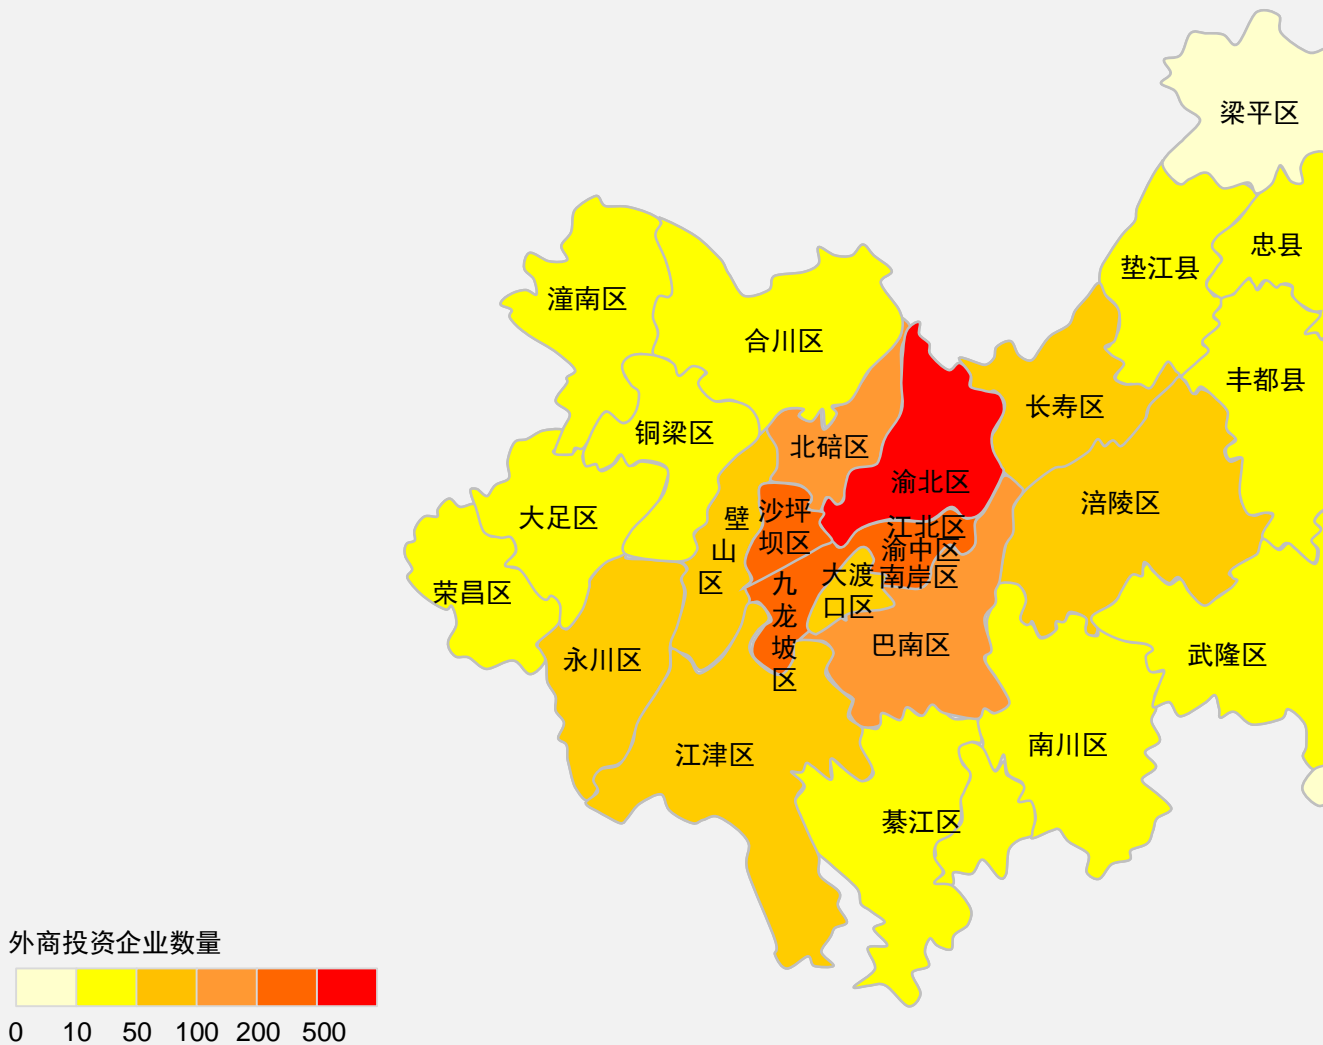 梁平区
忠县
垫江县
潼南区
合川区
丰都县
长寿区
铜梁区
北碚区
渝北区
涪陵区
大足区
璧
山
区
沙坪
坝区
江北区
渝中区
南岸区
大渡
口区
九
龙
坡
区
荣昌区
巴南区
永川区
武隆区
江津区
南川区
綦江区
外商投资企业数量
0 10 50 100 200 500